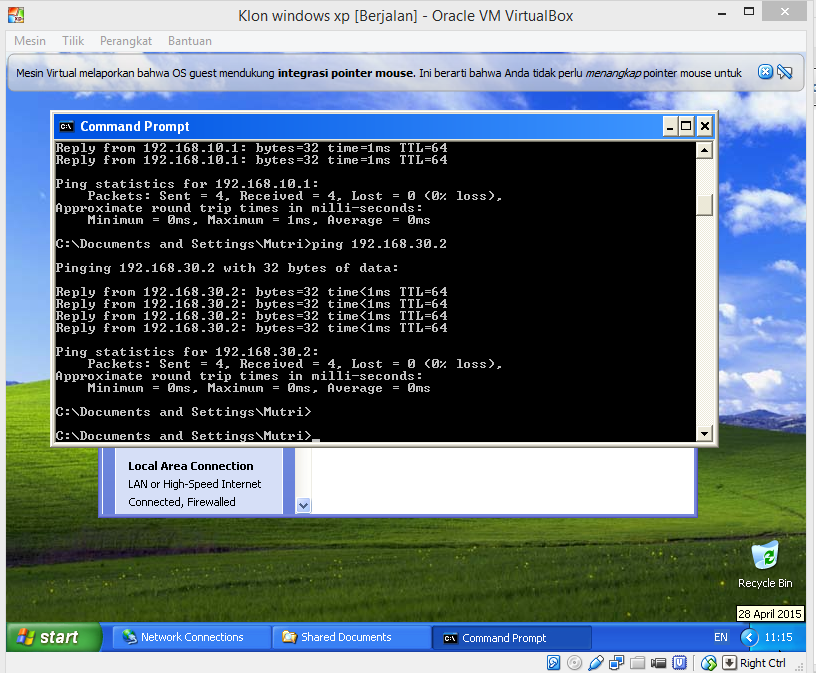 Klon windows xp [Berjalan] - Oracle VM VirtualBox
Mesin Tilik Perangkat Bantuan
Mesin Virtual melaporkan bahwa OS guest mendukung integrasi pointer mouse. Ini berarti bahwa Anda tidak perlu menangkap pointer mouse untuk
C:\ Command Prompt
Reply from 192.168.10.1: bytes=32 time=1ms TTL=64
Reply from 192.168.10.1: bytes=32 time=1ms TTL=64
Ping statistics for 192.168.10.1:
Packets: Sent = 4, Received = 4, Lost = 0 (0% loss),
Approximate round trip times in milli-seconds:
Minimum = 0ms, Maximum = 1ms, Average = 0ms
C:\Documents and Settings\Mutri>ping 192.168.30.2
Pinging 192.168.30.2 with 32 bytes of data:
Reply from 192.168.30.2: bytes=32 time<1ms TTL=64
Reply from 192.168.30.2: bytes=32 time<1ms TTL=64
Reply from 192.168.30.2: bytes=32 time<1ms TTL=64
Reply from 192.168.30.2: bytes=32 time<1ms TTL=64
Ping statistics for 192.168.30.2:
Packets: Sent = 4, Received = 4, Lost = 0 (0% loss),
Approximate round trip times in milli-seconds:
Minimum = 0ms, Maximum = 0ms, Average = 0ms
C:\Documents and Settings\Mutri>
C:\Documents and Settings\Mutri>_
Local Area Connection
LAN or High-Speed Internet
Connected, Firewalled
Recycle Bin
28 April 2015
start Network Connections Shared Documents Command Prompt EN 11:15
Right Ctrl